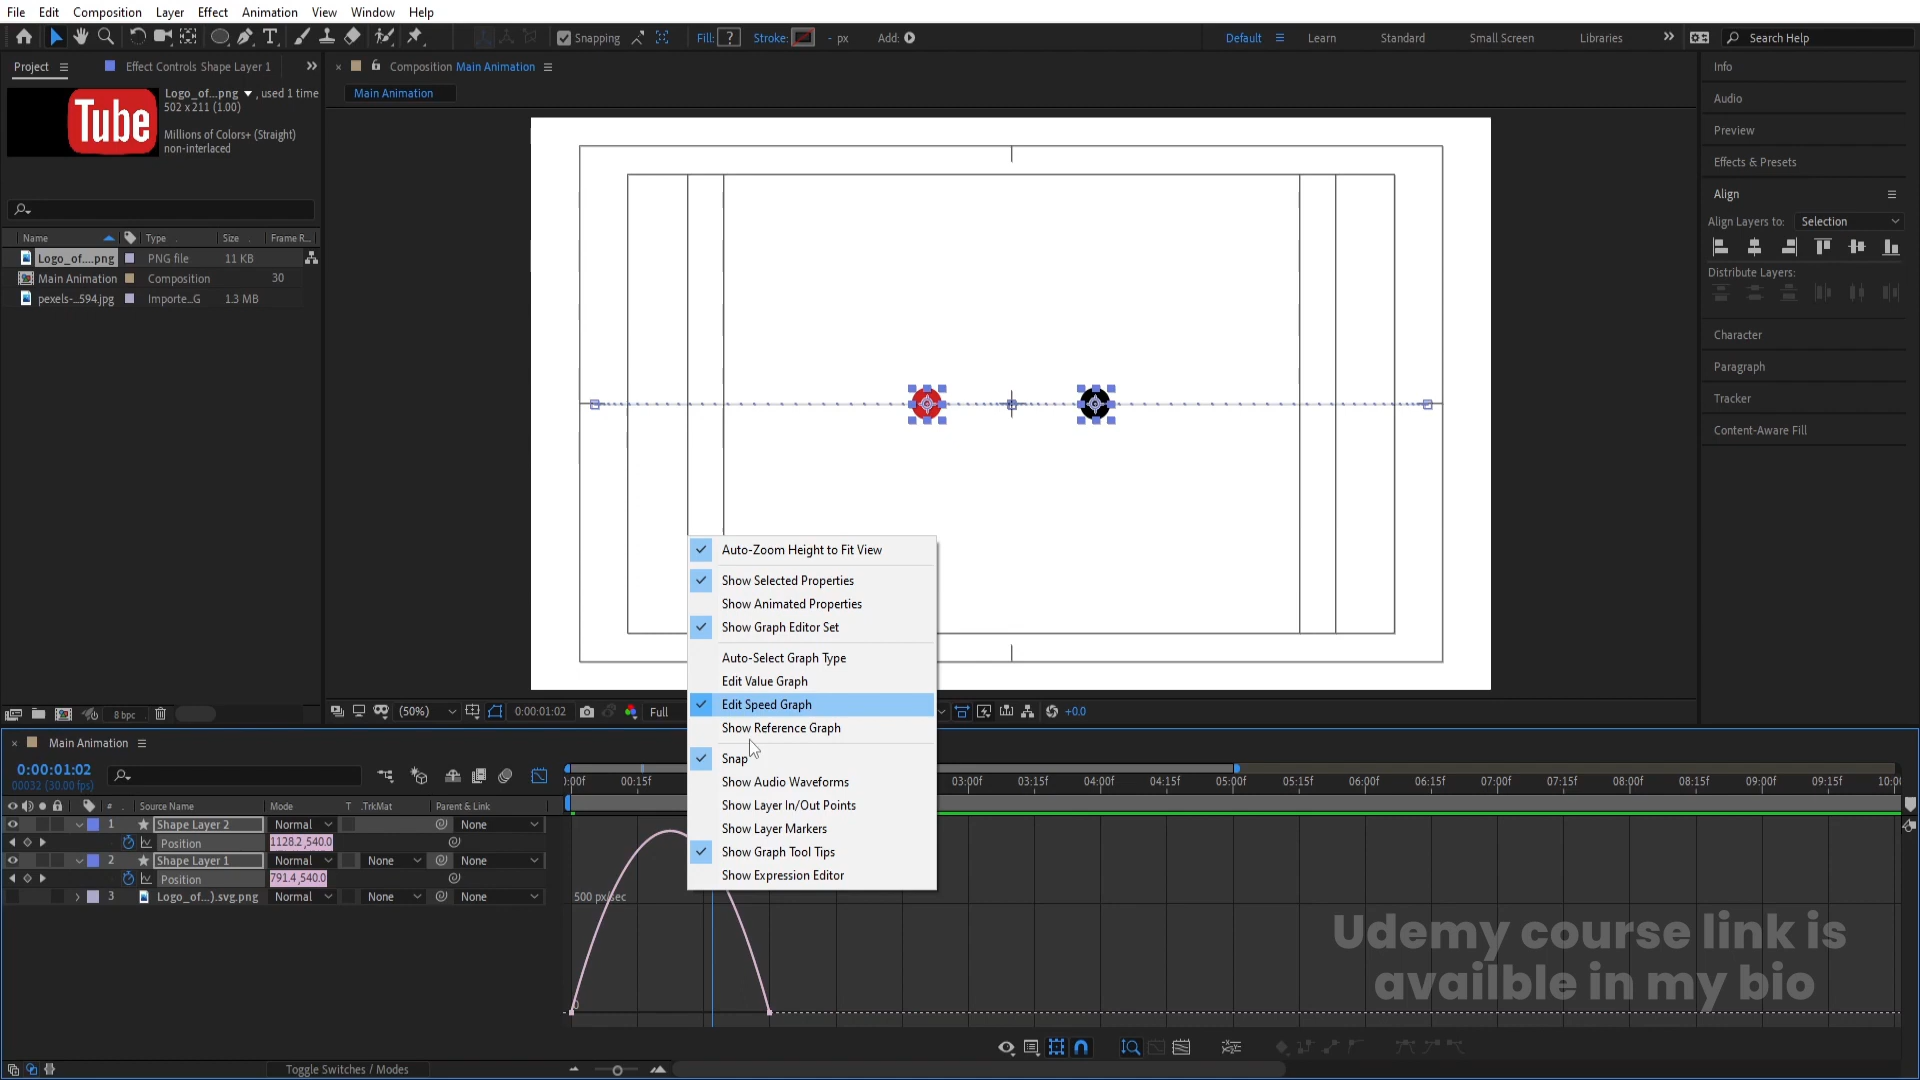 File Edit Composition Layer Effect Animation View Window Help
Snapping Fill: ? Stroke: - px Add: Default Learn Standard Small Screen Libraries Search Help
Project Effect Controls Shape Layer 1
Composition Main Animation
Main Animation
Tube
Logo_of...png , used 1 time
502 x 211 (1.00)
Millions of Colors+ (Straight)
non-interlaced
Name Type Size Frame R...
Logo_of....png PNG file 11 KB
Main Animation Composition 30
pexels-_594.jpg Importe_G 1.3 MB
8 bpc
Info
Audio
Preview
Effects & Presets
Align
Align Layers to: Selection
Distribute Layers:
Character
Paragraph
Tracker
Content-Aware Fill
Auto-Zoom Height to Fit View
Show Selected Properties
Show Animated Properties
Show Graph Editor Set
Auto-Select Graph Type
Edit Value Graph
Edit Speed Graph
Show Reference Graph
Snap
Show Audio Waveforms
Show Layer In/Out Points
Show Layer Markers
Show Graph Tool Tips
Show Expression Editor
(50%) 0:00:01:02 Full +0.0
Main Animation
0:00:01:02
00032 (30.00 fps)
:00f 00:15f 03:00f 03:15f 04:00f 04:15f 05:00f 05:15f 06:00f 06:15f 07:00f 07:15f 08:00f 08:15f 09:00f 09:15f 10:0
# Source Name Mode T .TrkMat Parent & Link
1 Shape Layer 2 Normal None
Position 1128.2,540.0
2 Shape Layer 1 Normal None None
Position 791.4,540.0
3 Logo_of...).svg.png Normal None None
500 px/sec
0
Udemy course link is
availble in my bio
Toggle Switches / Modes